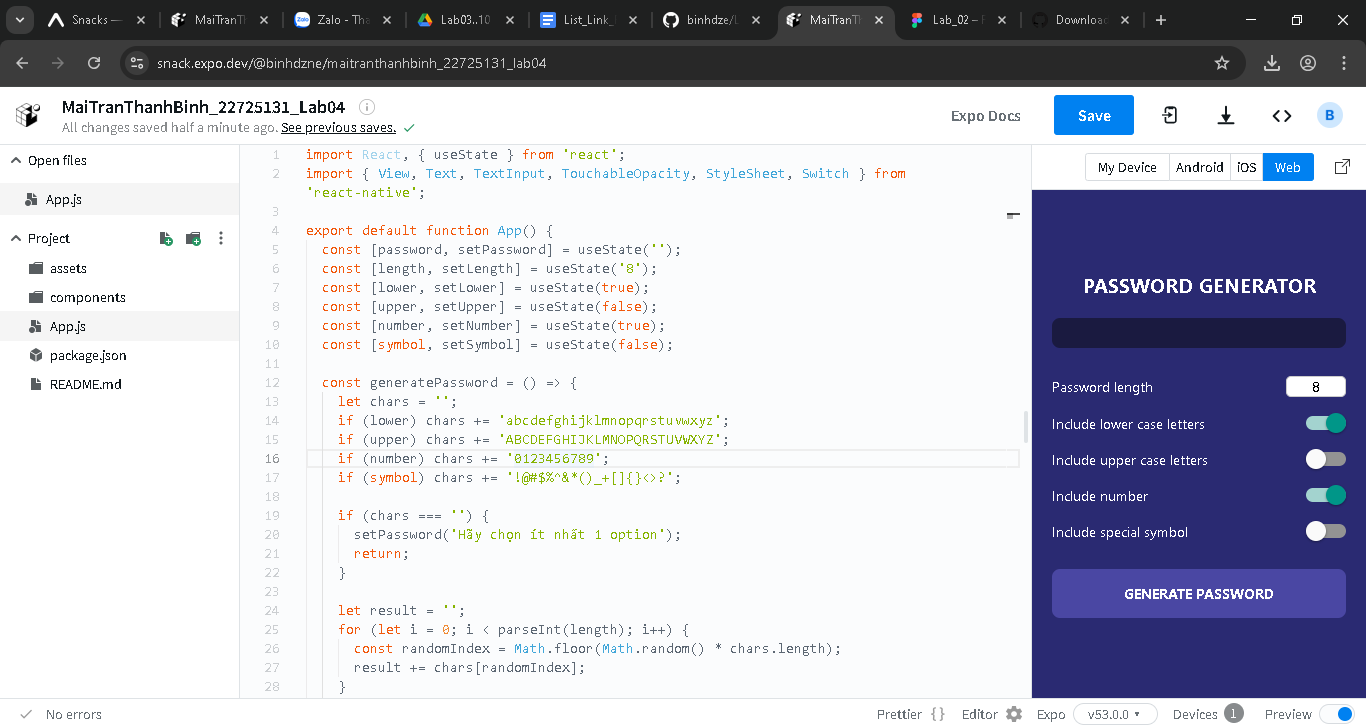 Snacks —
MaiTranTh
Zalo - Tha
Lab03..10
List_Link_
binhdze/L
MaiTranTh
Lab_02 –
Downloa
snack.expo.dev/@binhdzne/maitranthanhbinh_22725131_lab04
MaiTranThanhBinh_22725131_Lab04
All changes saved half a minute ago. See previous saves.
Expo Docs
Save
B
Open files
App.js
Project
assets
components
App.js
package.json
README.md
1 import React, { useState } from 'react';
2 import { View, Text, TextInput, TouchableOpacity, StyleSheet, Switch } from
'react-native';
3
4 export default function App() {
5 const [password, setPassword] = useState('');
6 const [length, setLength] = useState('8');
7 const [lower, setLower] = useState(true);
8 const [upper, setUpper] = useState(false);
9 const [number, setNumber] = useState(true);
10 const [symbol, setSymbol] = useState(false);
11
12 const generatePassword = () => {
13 let chars = '';
14 if (lower) chars += 'abcdefghijklmnopqrstuvwxyz';
15 if (upper) chars += 'ABCDEFGHIJKLMNOPQRSTUVWXYZ';
16 if (number) chars += '0123456789';
17 if (symbol) chars += '!@#$%^&*()_+[]{}<>?';
18
19 if (chars === '') {
20 setPassword('Hãy chọn ít nhất 1 option');
21 return;
22 }
23
24 let result = '';
25 for (let i = 0; i < parseInt(length); i++) {
26 const randomIndex = Math.floor(Math.random() * chars.length);
27 result += chars[randomIndex];
28 }
My Device
Android
iOS
Web
PASSWORD GENERATOR
Password length
8
Include lower case letters
Include upper case letters
Include number
Include special symbol
GENERATE PASSWORD
No errors
Prettier { }
Editor
Expo
v53.0.0
Devices
1
Preview